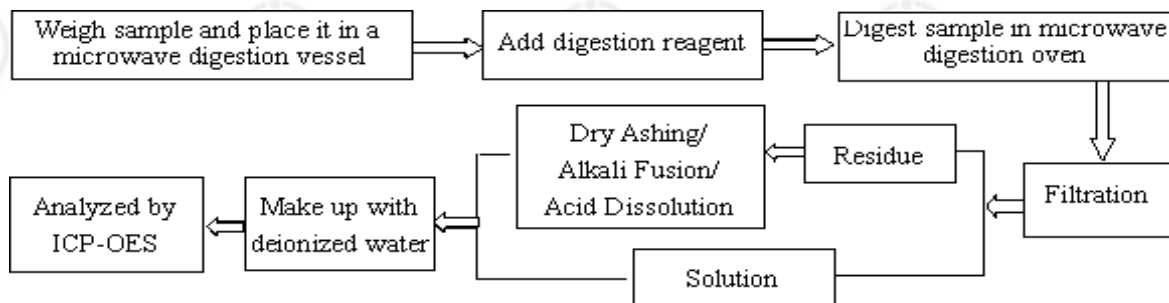 Weigh sample and place it in a
microwave digestion vessel
Add digestion reagent
Digest sample in microwave
digestion oven
Filtration
Residue
Dry Ashing/
Alkali Fusion/
Acid Dissolution
Solution
Make up with
deionized water
Analyzed by
ICP-OES